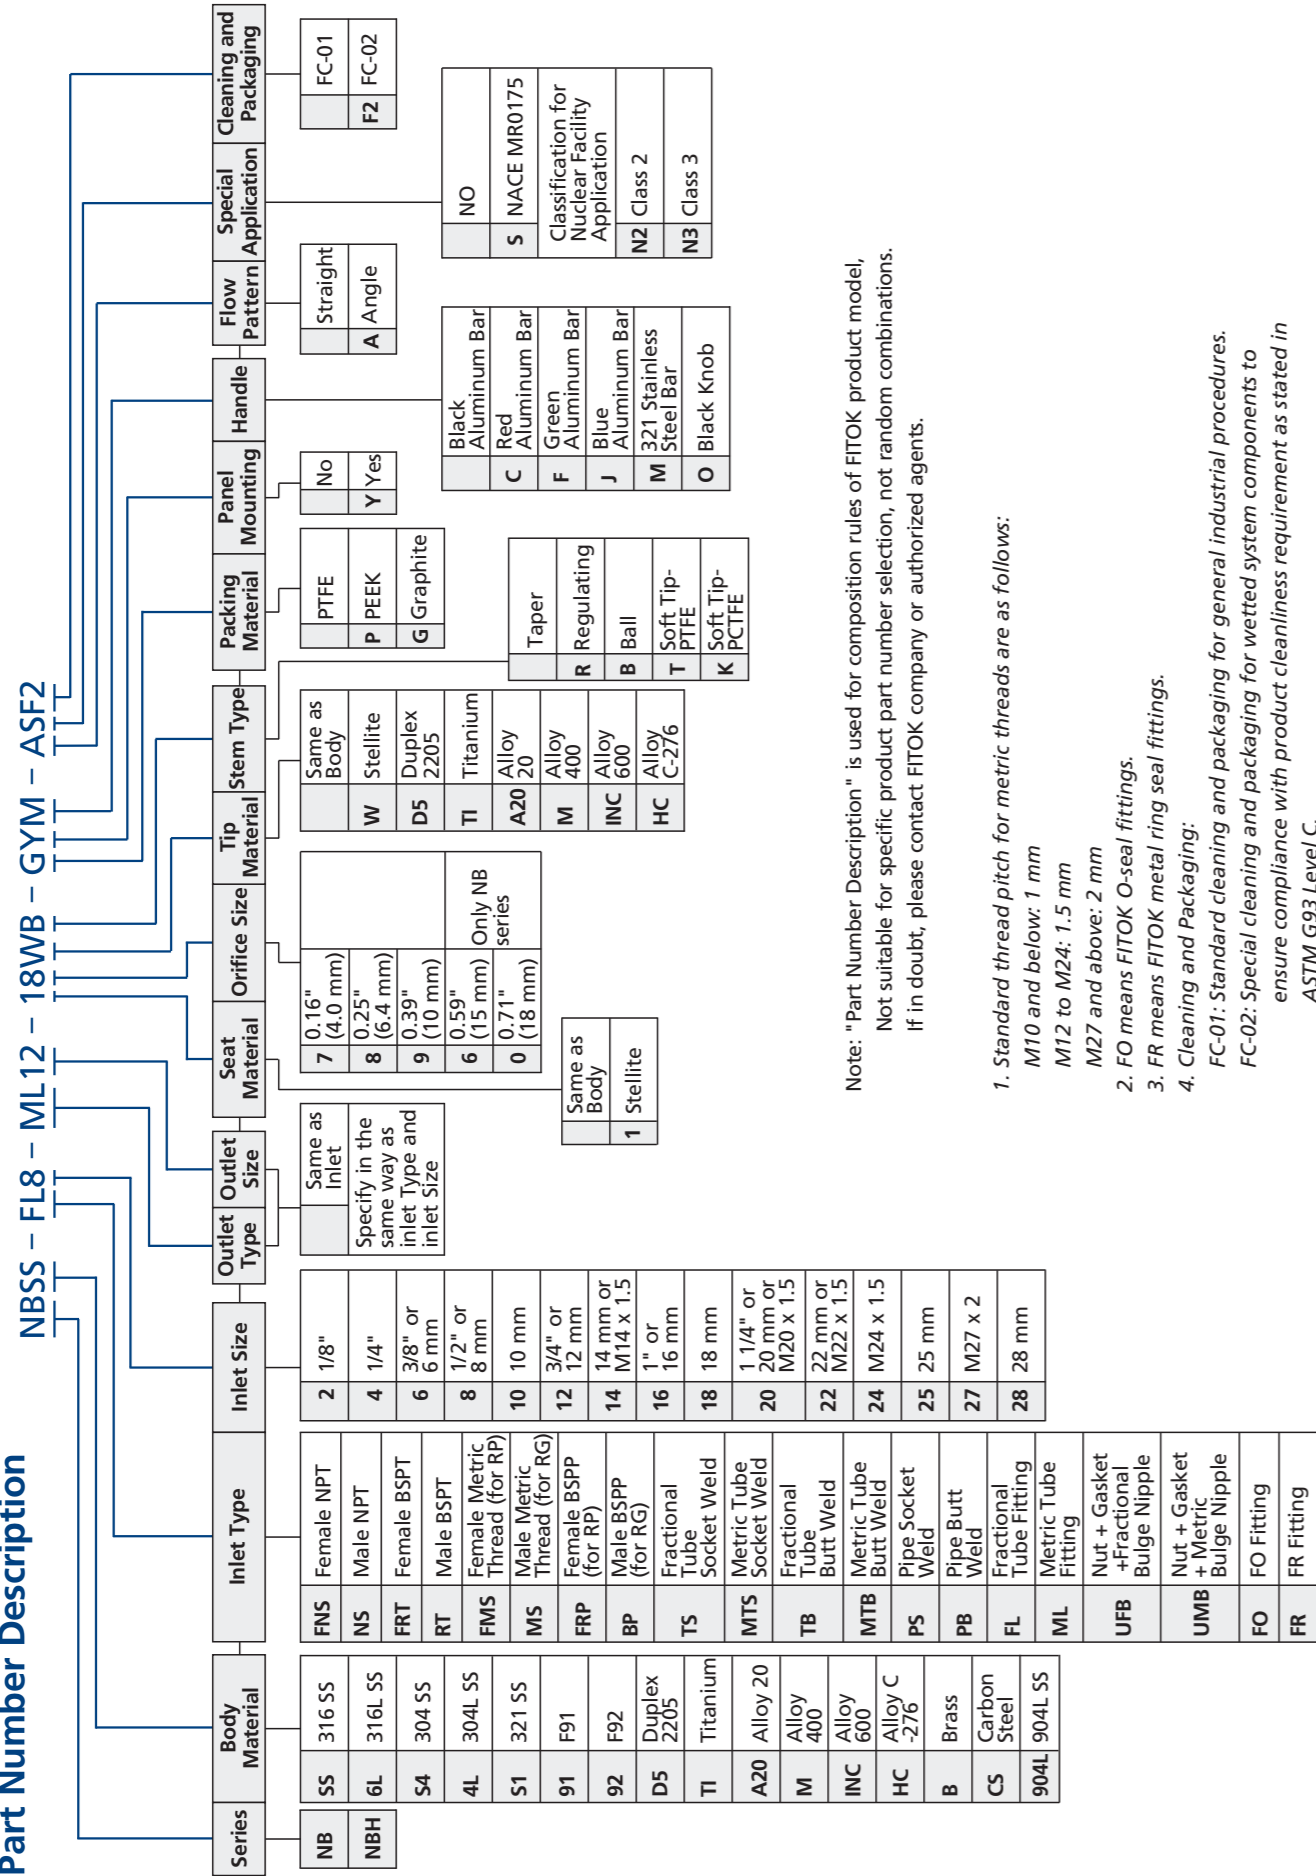 Part Number Description
NBSS – FL8 – ML12 – 18WB – GYM – ASF2
Series
NB
NBH
Body
Material
SS 316 SS
6L 316L SS
S4 304 SS
4L 304L SS
S1 321 SS
91 F91
92 F92
D5 Duplex
2205
TI Titanium
A20 Alloy 20
M Alloy
400
INC Alloy
600
HC Alloy C
-276
B Brass
CS Carbon
Steel
904L 904L SS
Inlet Type
FNS Female NPT
NS Male NPT
FRT Female BSPT
RT Male BSPT
FMS Female Metric
Thread (for RP)
MS Male Metric
Thread (for RG)
FRP Female BSPP
(for RP)
BP Male BSPP
(for RG)
TS Fractional
Tube
Socket Weld
MTS Metric Tube
Socket Weld
TB Fractional
Tube
Butt Weld
MTB Metric Tube
Butt Weld
PS Pipe Socket
Weld
PB Pipe Butt
Weld
FL Fractional
Tube Fitting
ML Metric Tube
Fitting
UFB Nut + Gasket
+Fractional
Bulge Nipple
UMB Nut + Gasket
+ Metric
Bulge Nipple
FO FO Fitting
FR FR Fitting
Inlet Size
2 1/8"
4 1/4"
6 3/8" or
6 mm
8 1/2" or
8 mm
10 10 mm
12 3/4" or
12 mm
14 14 mm or
M14 x 1.5
16 1" or
16 mm
18 18 mm
20 1 1/4" or
20 mm or
M20 x 1.5
22 22 mm or
M22 x 1.5
24 M24 x 1.5
25 25 mm
27 M27 x 2
28 28 mm
Outlet
Type
Outlet
Size
Same as
Inlet
Specify in the
same way as
inlet Type and
inlet Size
Seat
Material
Same as
Body
1 Stellite
Orifice Size
7 0.16"
(4.0 mm)
8 0.25"
(6.4 mm)
9 0.39"
(10 mm)
6 0.59"
(15 mm)
0 0.71"
(18 mm)
Only NB
series
Tip
Material
Same as
Body
W Stellite
D5 Duplex
2205
TI Titanium
A20 Alloy
20
M Alloy
400
INC Alloy
600
HC Alloy
C-276
Stem Type
Taper
R Regulating
B Ball
T Soft Tip-
PTFE
K Soft Tip-
PCTFE
Packing
Material
PTFE
P PEEK
G Graphite
Panel
Mounting
No
Y Yes
Handle
Black
Aluminum Bar
C Red
Aluminum Bar
F Green
Aluminum Bar
J Blue
Aluminum Bar
M 321 Stainless
Steel Bar
O Black Knob
Flow
Pattern
Straight
A Angle
Special
Application
NO
S NACE MR0175
Classification for
Nuclear Facility
Application
N2 Class 2
N3 Class 3
Cleaning and
Packaging
FC-01
F2 FC-02
Note: "Part Number Description" is used for composition rules of FITOK product model,
Not suitable for specific product part number selection, not random combinations.
If in doubt, please contact FITOK company or authorized agents.
1. Standard thread pitch for metric threads are as follows:
M10 and below: 1 mm
M12 to M24: 1.5 mm
M27 and above: 2 mm
2. FO means FITOK O-seal fittings.
3. FR means FITOK metal ring seal fittings.
4. Cleaning and Packaging:
FC-01: Standard cleaning and packaging for general industrial procedures.
FC-02: Special cleaning and packaging for wetted system components to
ensure compliance with product cleanliness requirement as stated in
ASTM G93 Level C.